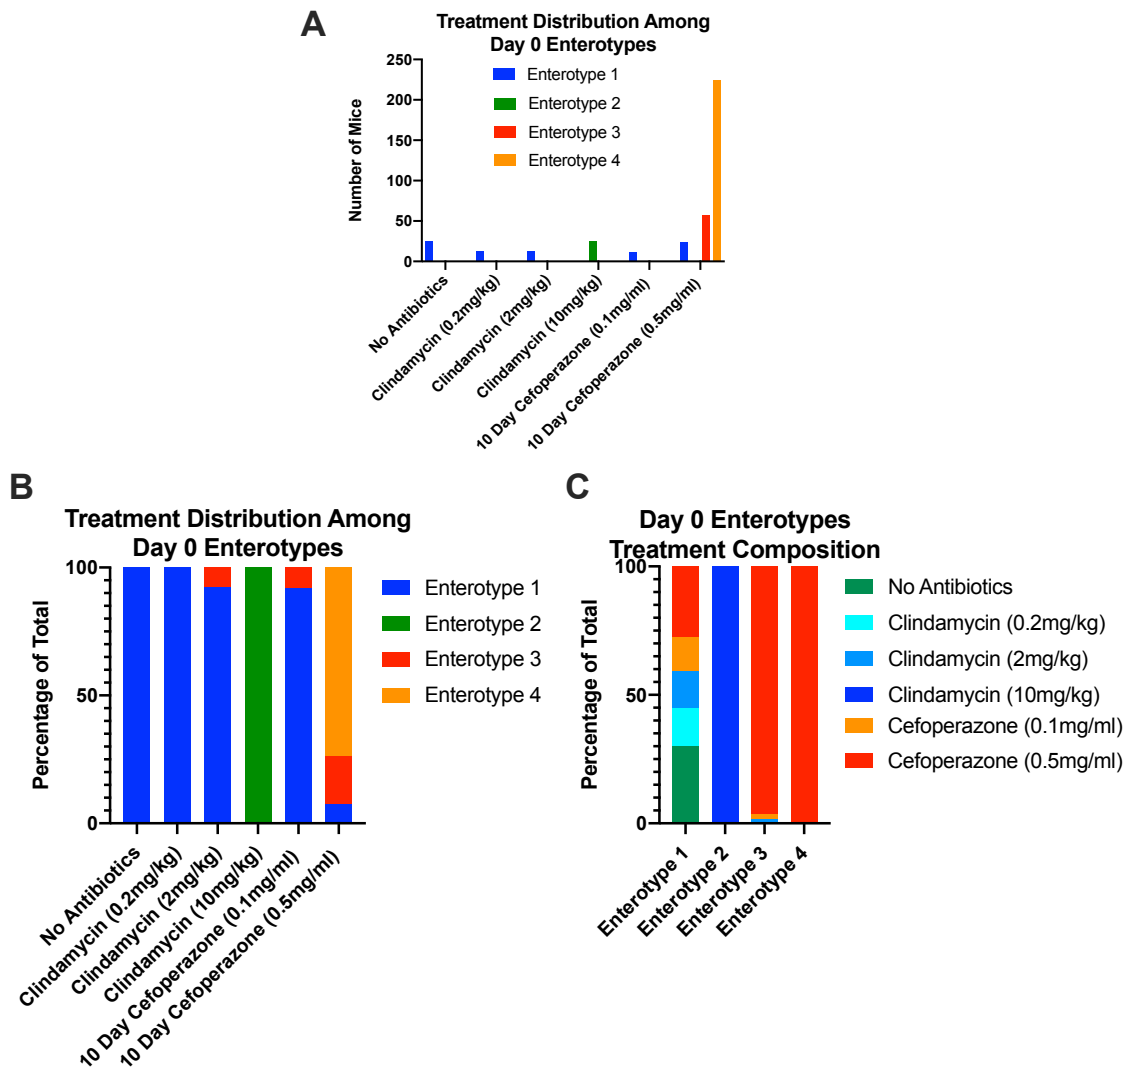 A
Treatment Distribution Among
Day 0 Enterotypes
Number of Mice
250
200
150
100
50
0
Enterotype 1
Enterotype 2
Enterotype 3
Enterotype 4
No Antibiotics
Clindamycin (0.2mg/kg)
Clindamycin (2mg/kg)
Clindamycin (10mg/kg)
10 Day Cefoperazone (0.1mg/ml)
10 Day Cefoperazone (0.5mg/ml)
B
Treatment Distribution Among
Day 0 Enterotypes
Percentage of Total
100
50
0
Enterotype 1
Enterotype 2
Enterotype 3
Enterotype 4
No Antibiotics
Clindamycin (0.2mg/kg)
Clindamycin (2mg/kg)
Clindamycin (10mg/kg)
10 Day Cefoperazone (0.1mg/ml)
10 Day Cefoperazone (0.5mg/ml)
C
Day 0 Enterotypes
Treatment Composition
Percentage of Total
100
50
0
No Antibiotics
Clindamycin (0.2mg/kg)
Clindamycin (2mg/kg)
Clindamycin (10mg/kg)
Cefoperazone (0.1mg/ml)
Cefoperazone (0.5mg/ml)
Enterotype 1
Enterotype 2
Enterotype 3
Enterotype 4